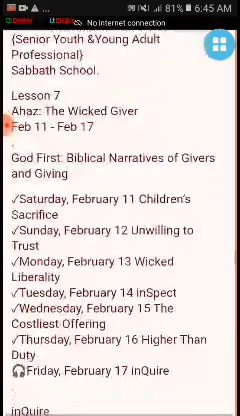 No internet connection
81% 6:45 AM
{Senior Youth &Young Adult
Professional}
Sabbath School.
Lesson 7
Ahaz: The Wicked Giver
Feb 11 - Feb 17
.
God First: Biblical Narratives of Givers
and Giving
✓Saturday, February 11 Children's
Sacrifice
✓Sunday, February 12 Unwilling to
Trust
✓Monday, February 13 Wicked
Liberality
✓Tuesday, February 14 inSpect
✓Wednesday, February 15 The
Costliest Offering
✓Thursday, February 16 Higher Than
Duty
🎧Friday, February 17 inQuire
.
inQuire